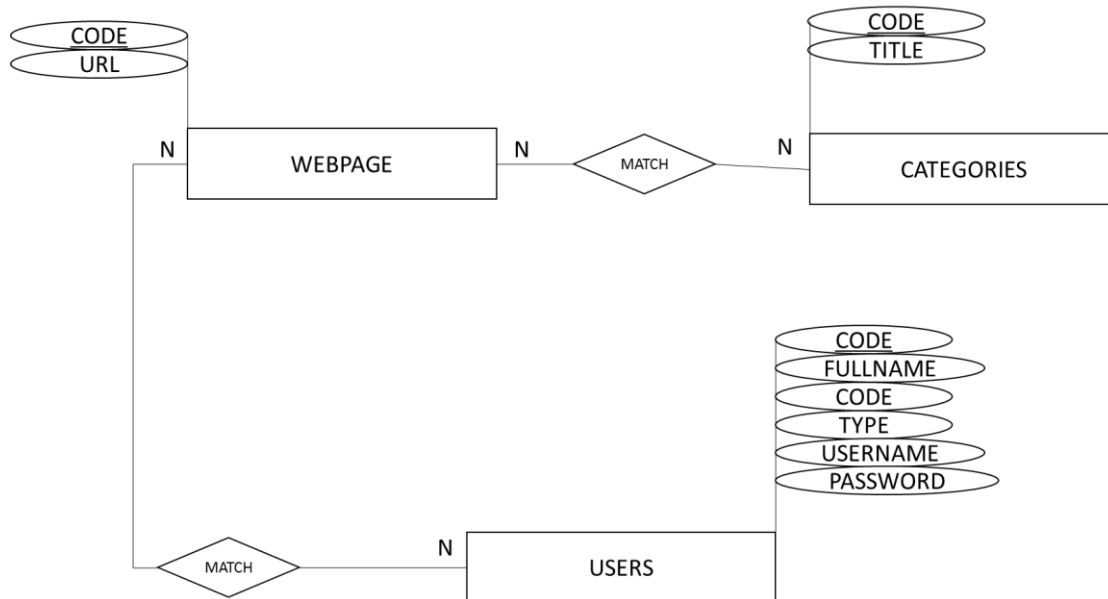 CODE
URL
CODE
TITLE
N
WEBPAGE
N
MATCH
N
CATEGORIES
CODE
FULLNAME
CODE
TYPE
USERNAME
PASSWORD
MATCH
N
USERS